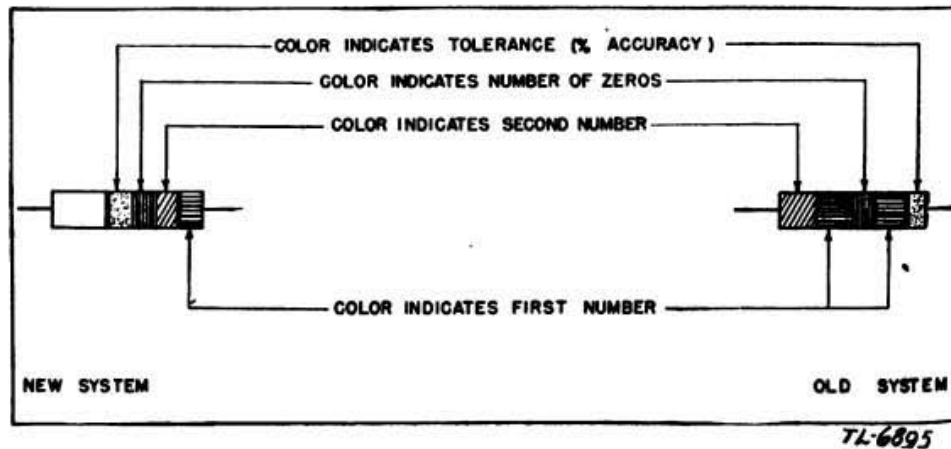 COLOR INDICATES TOLERANCE (% ACCURACY)
COLOR INDICATES NUMBER OF ZEROS
COLOR INDICATES SECOND NUMBER
COLOR INDICATES FIRST NUMBER
NEW SYSTEM
OLD SYSTEM
TL-6895